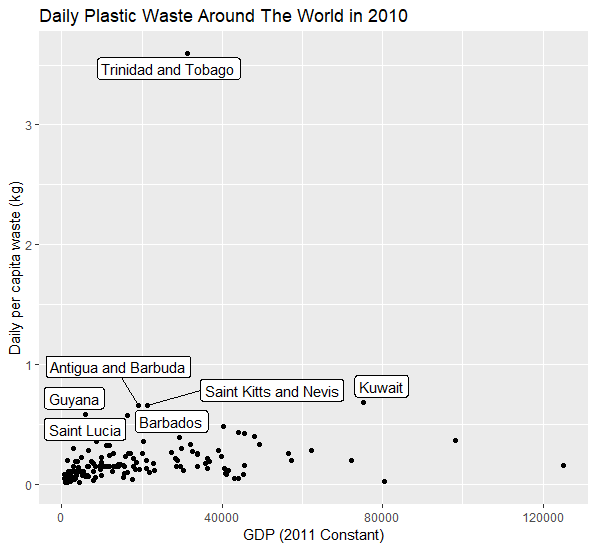 Daily Plastic Waste Around The World in 2010
Trinidad and Tobago
3
2
Daily per capita waste (kg)
1
Antigua and Barbuda
Saint Kitts and Nevis
Kuwait
Guyana
Barbados
Saint Lucia
0
0
40000
80000
120000
GDP (2011 Constant)